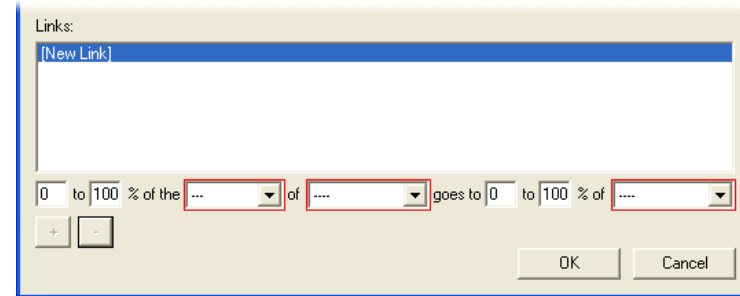 Links:
[New Link]
0 to 100 % of the --- of ---- goes to 0 to 100 % of ----
+ -
OK Cancel